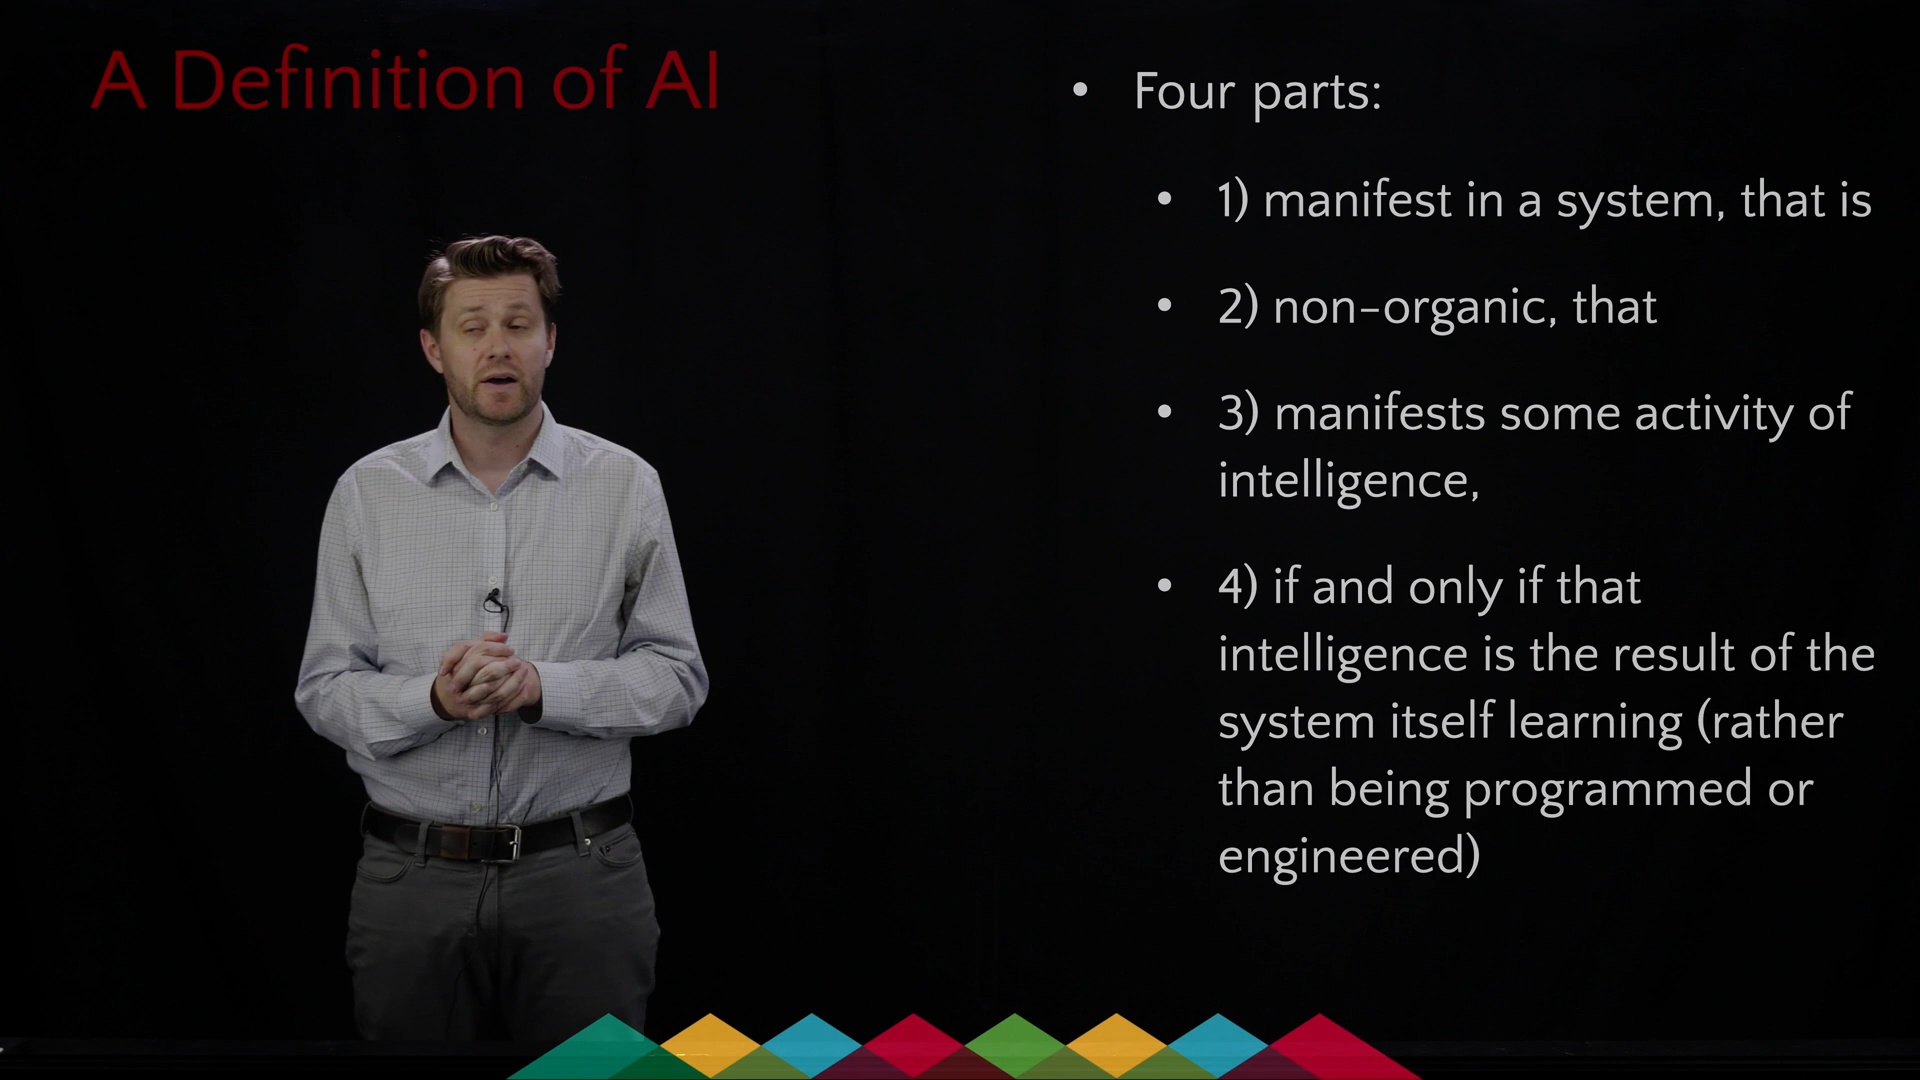 A Definition of AI
• Four parts:
• 1) manifest in a system, that is
• 2) non-organic, that
• 3) manifests some activity of
intelligence,
• 4) if and only if that
intelligence is the result of the
system itself learning (rather
than being programmed or
engineered)